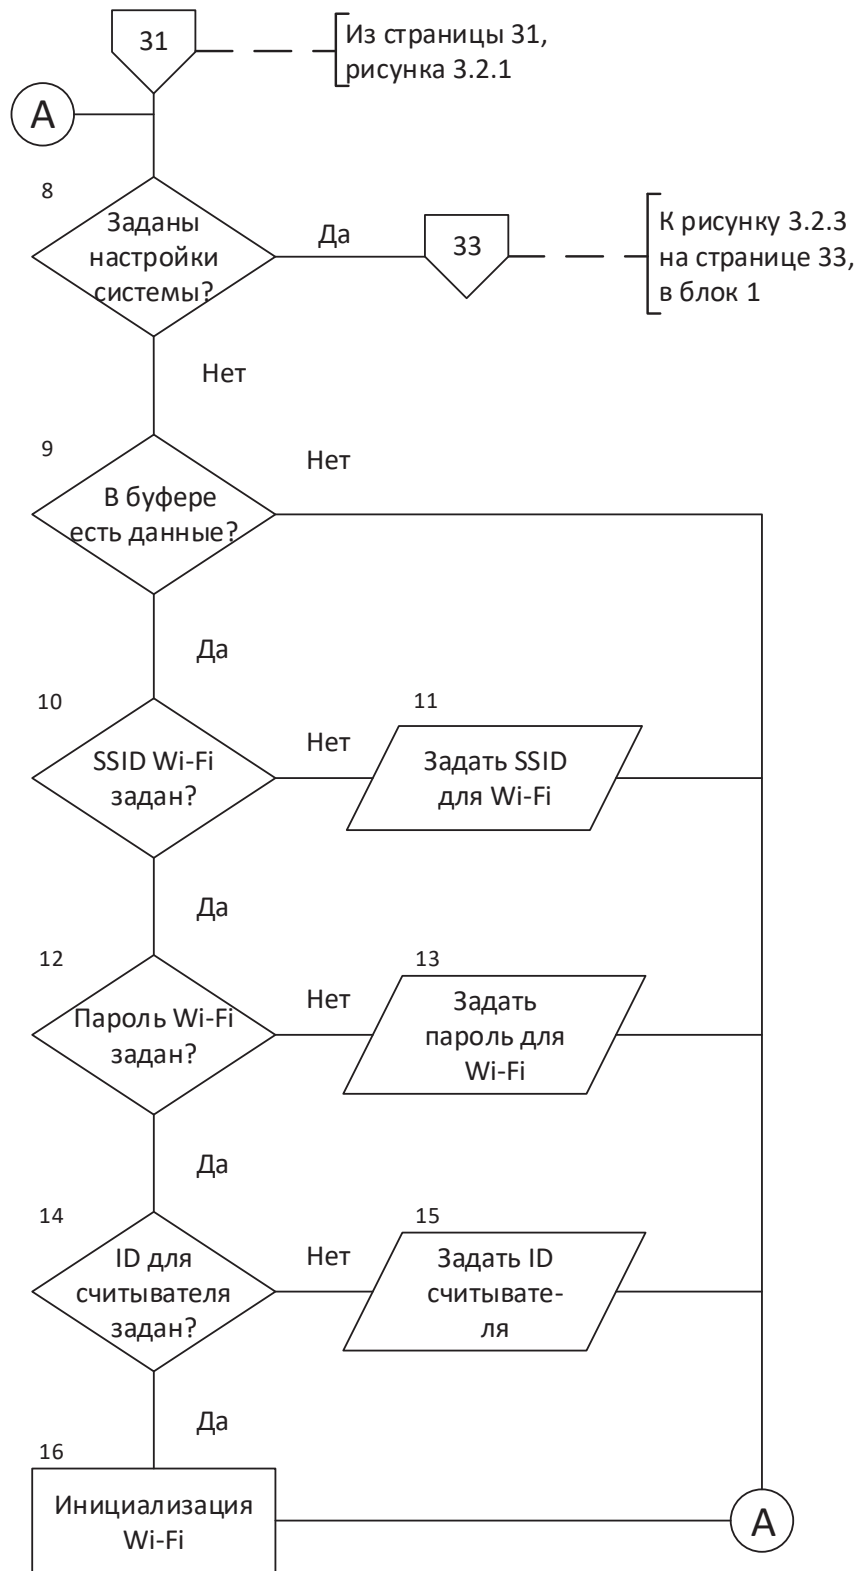 31
Из страницы 31,
рисунка 3.2.1
A
8
Заданы
настройки
системы?
Да
33
К рисунку 3.2.3
на странице 33,
в блок 1
Нет
9
В буфере
есть данные?
Нет
Да
10
SSID Wi-Fi
задан?
Нет
11
Задать SSID
для Wi-Fi
Да
12
Пароль Wi-Fi
задан?
Нет
13
Задать
пароль для
Wi-Fi
Да
14
ID для
считывателя
задан?
Нет
15
Задать ID
считывате-
ля
Да
16
Инициализация
Wi-Fi
A